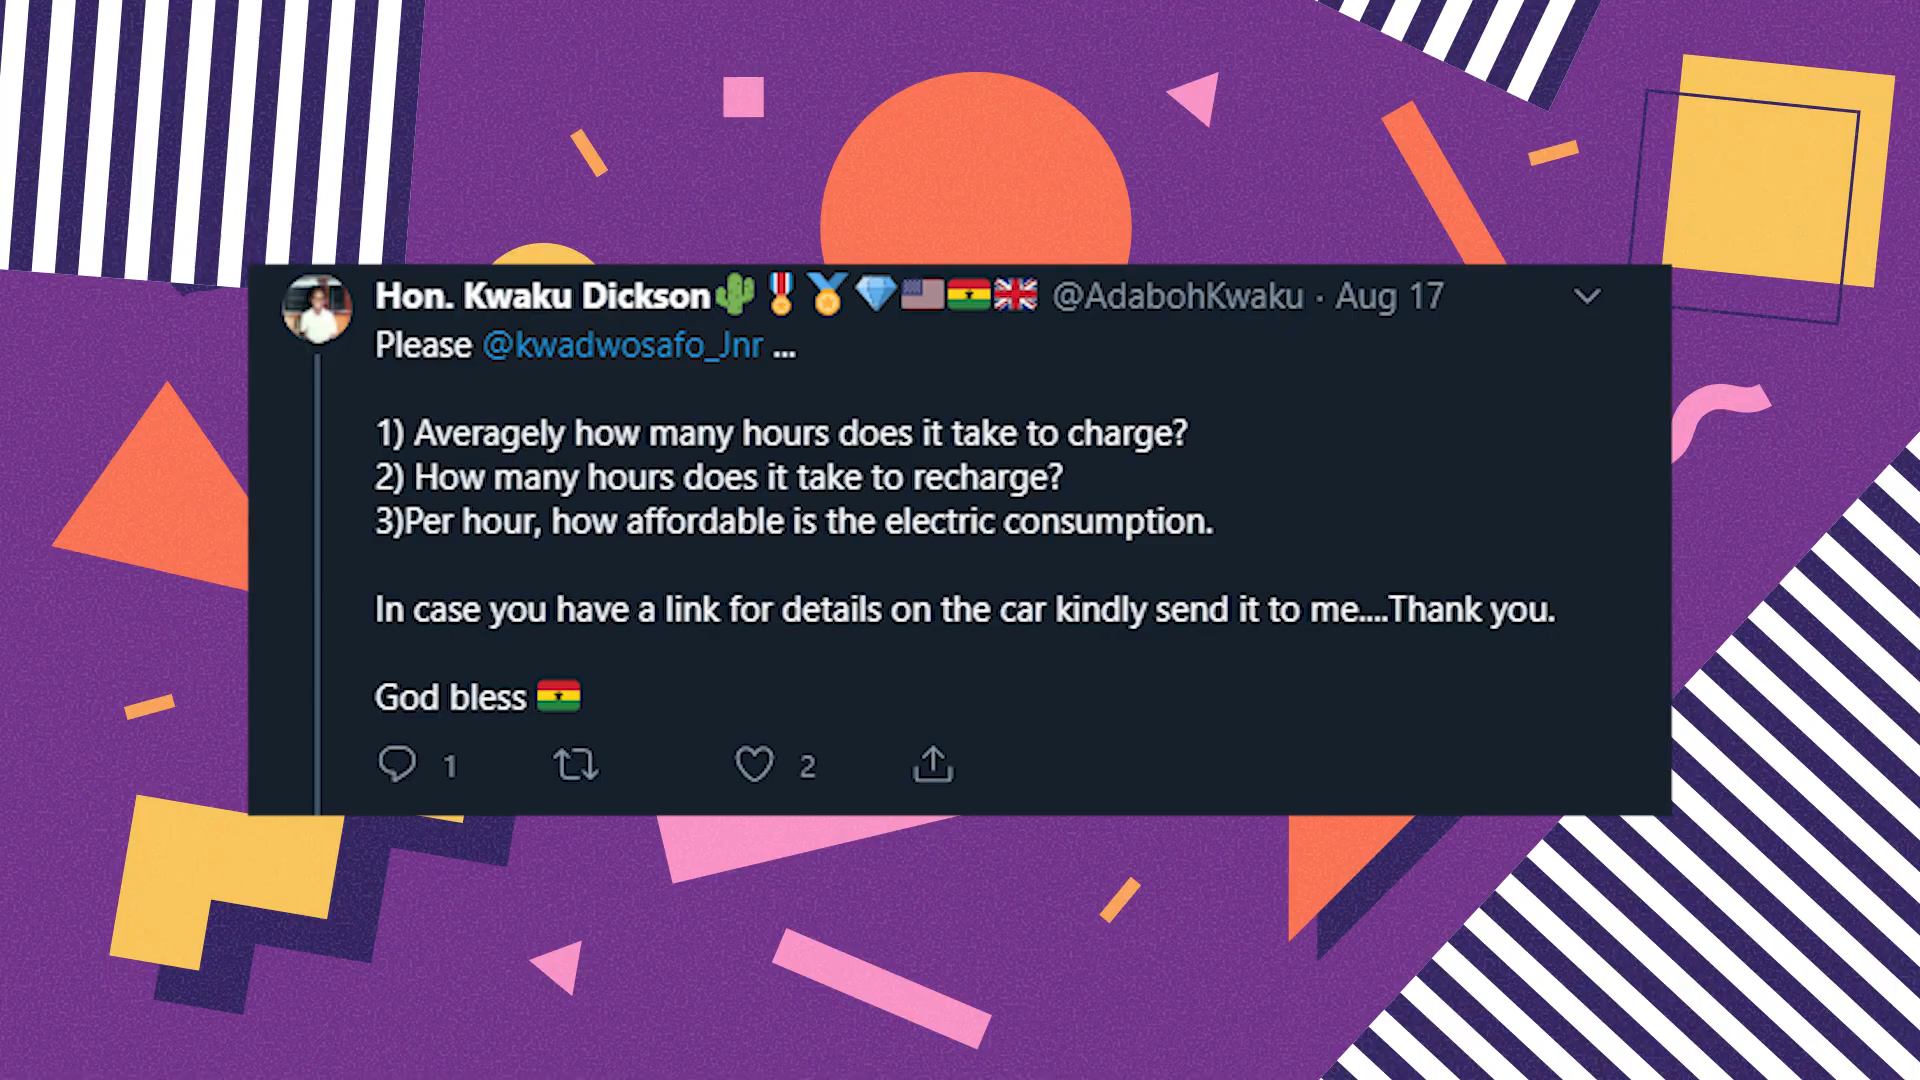 Hon. Kwaku Dickson🌵🎖🏅💎🇺🇸🇬🇭🇬🇧 @AdabohKwaku · Aug 17
Please @kwadwosafo_Jnr ...
1) Averagely how many hours does it take to charge?
2) How many hours does it take to recharge?
3)Per hour, how affordable is the electric consumption.
In case you have a link for details on the car kindly send it to me....Thank you.
God bless 🇬🇭
1 2